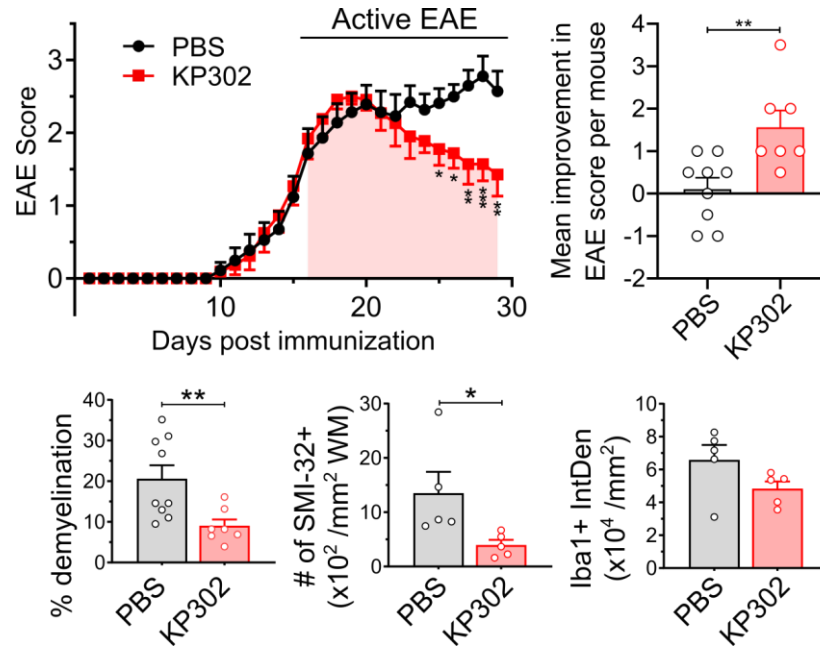 Active EAE
PBS
KP302
EAE Score
3
2
1
0
10
20
30
Days post immunization
*
*
**
***
**
Mean improvement in
EAE score per mouse
4
3
2
1
0
-1
-2
**
PBS
KP302
% demyelination
40
30
20
10
0
**
PBS
KP302
# of SMI-32+
(x10² /mm² WM)
30
20
10
0
*
PBS
KP302
Iba1+ IntDen
(x10⁴ /mm²)
10
8
6
4
2
0
PBS
KP302